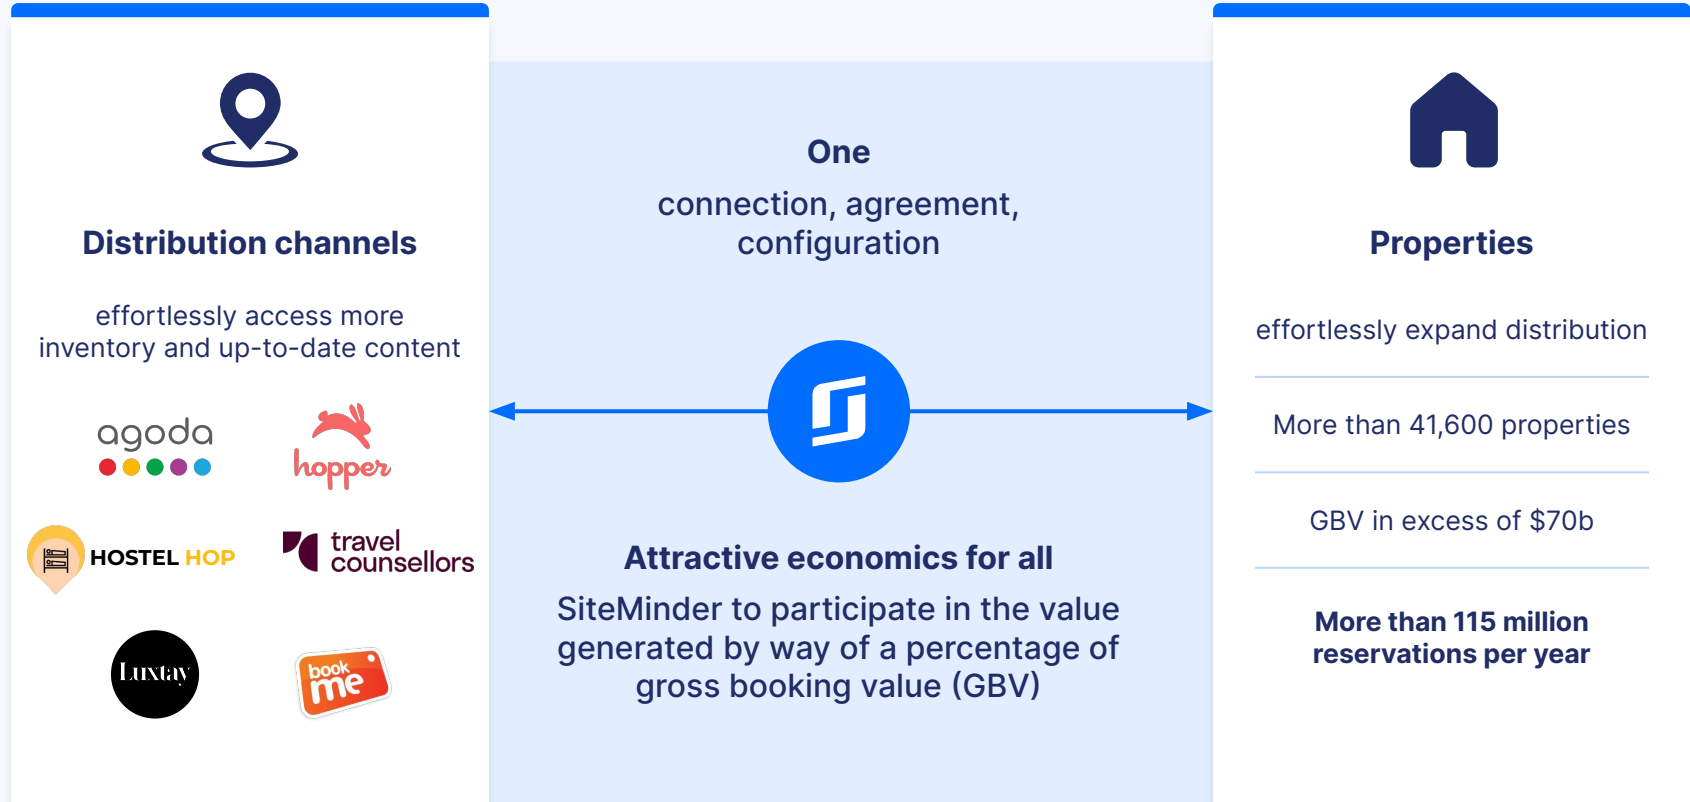 Distribution channels
effortlessly access more
inventory and up-to-date content
agoda
hopper
HOSTEL HOP
travel
counsellors
Luxtay
book
me
One
connection, agreement,
configuration
Attractive economics for all
SiteMinder to participate in the value
generated by way of a percentage of
gross booking value (GBV)
Properties
effortlessly expand distribution
More than 41,600 properties
GBV in excess of $70b
More than 115 million
reservations per year